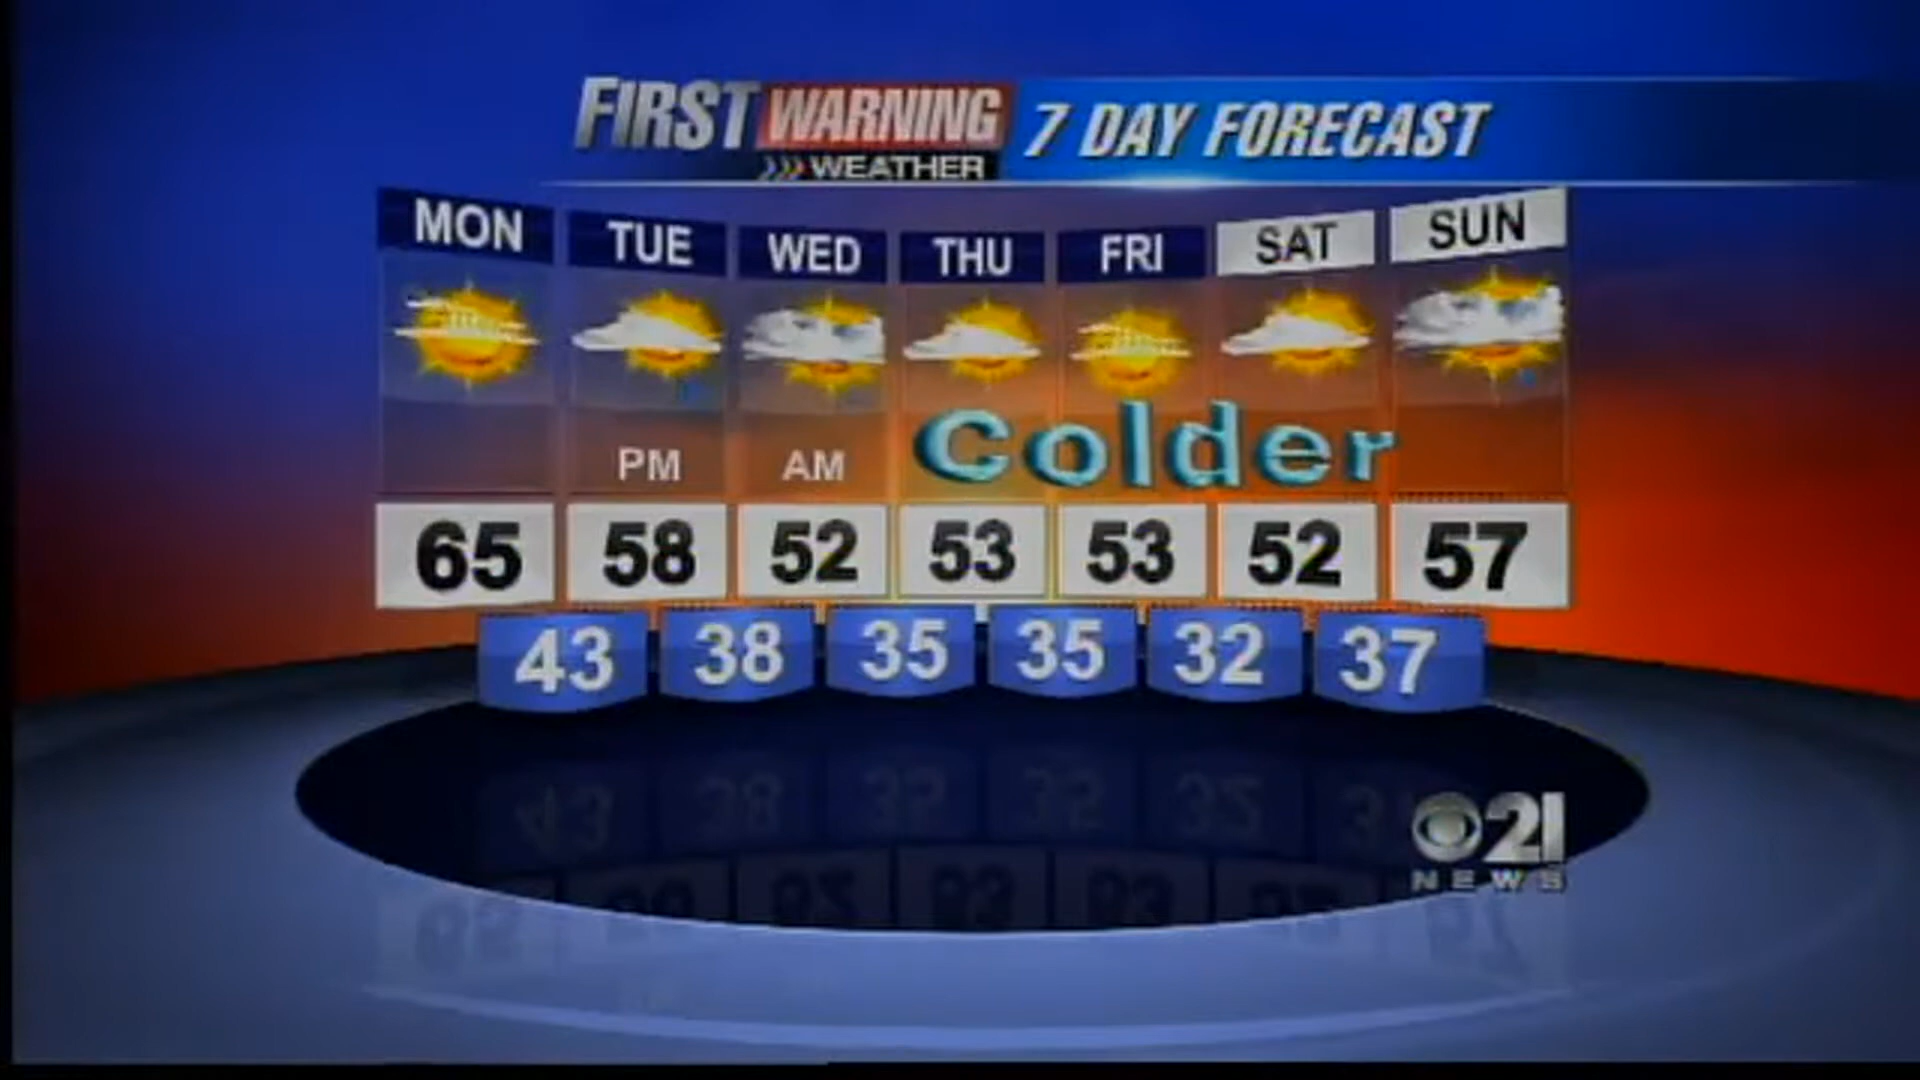 FIRST WARNING
WEATHER
7 DAY FORECAST
MON TUE WED THU FRI SAT SUN
PM AM Colder
65 58 52 53 53 52 57
43 38 35 35 32 37
21
NEWS